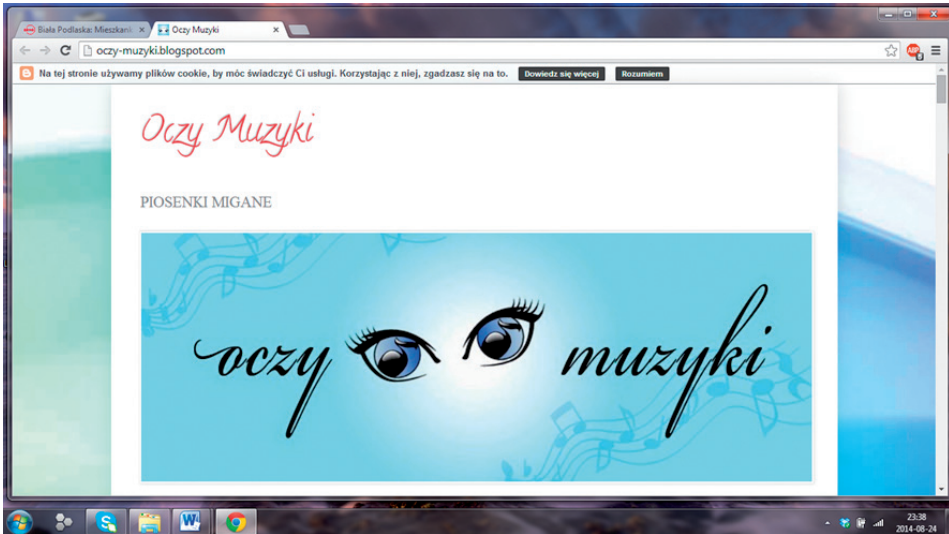 Biała Podlaska: Mieszkani
Oczy Muzyki
oczy-muzyki.blogspot.com
Na tej stronie używamy plików cookie, by móc świadczyć Ci usługi. Korzystając z niej, zgadzasz się na to. Dowiedz się więcej Rozumiem
Oczy Muzyki
PIOSENKI MIGANE
oczy muzyki
23:38
2014-08-24